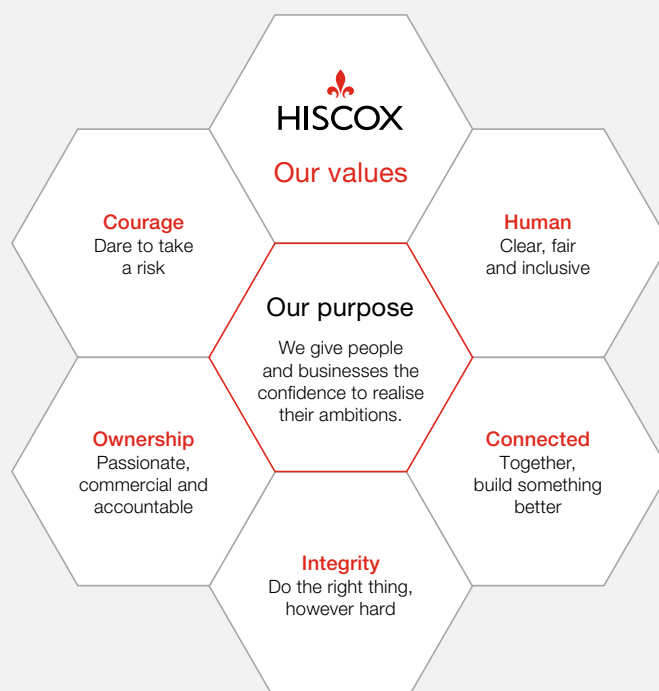 HISCOX
Our values
Courage
Dare to take
a risk
Human
Clear, fair
and inclusive
Our purpose
We give people
and businesses the
confidence to realise
their ambitions.
Ownership
Passionate,
commercial and
accountable
Connected
Together,
build something
better
Integrity
Do the right thing,
however hard